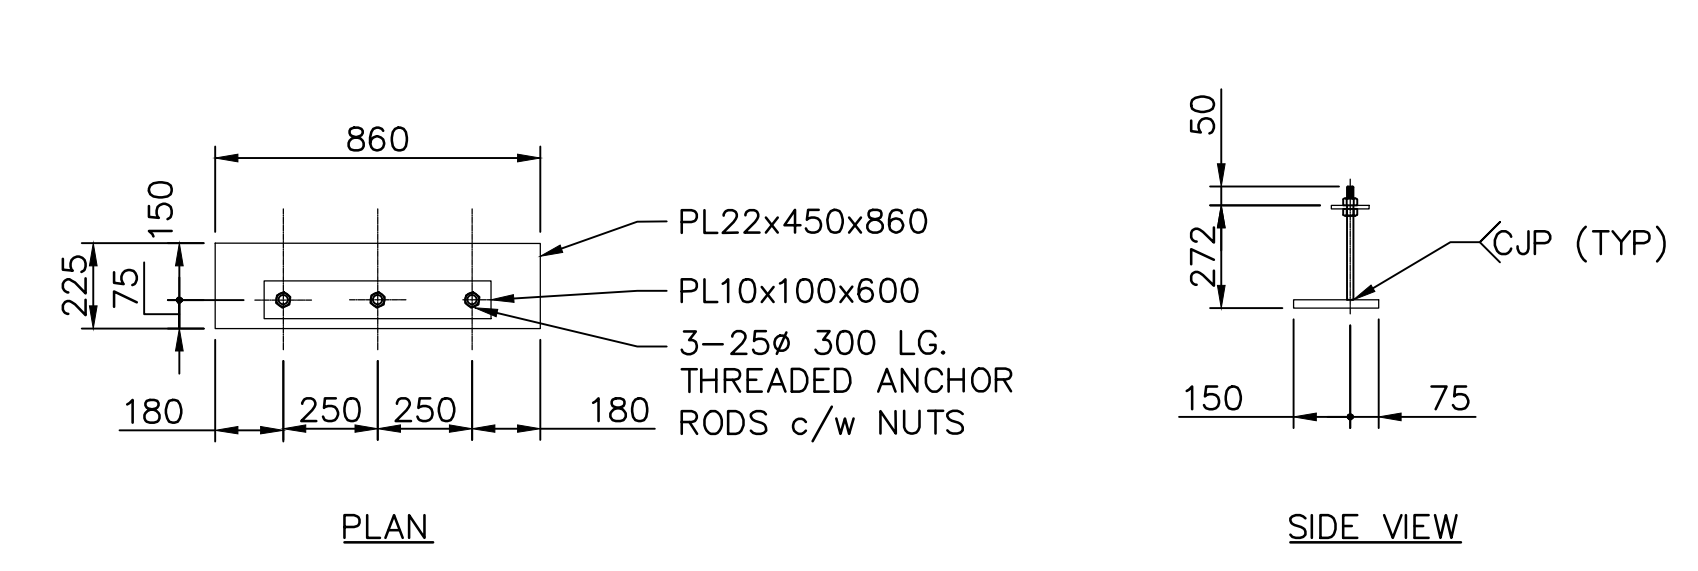 860
150
225
75
PL22x450x860
PL10x100x600
3-25ø 300 LG.
THREADED ANCHOR
RODS c/w NUTS
180
250
250
180
PLAN
50
272
CJP (TYP)
150
75
SIDE VIEW